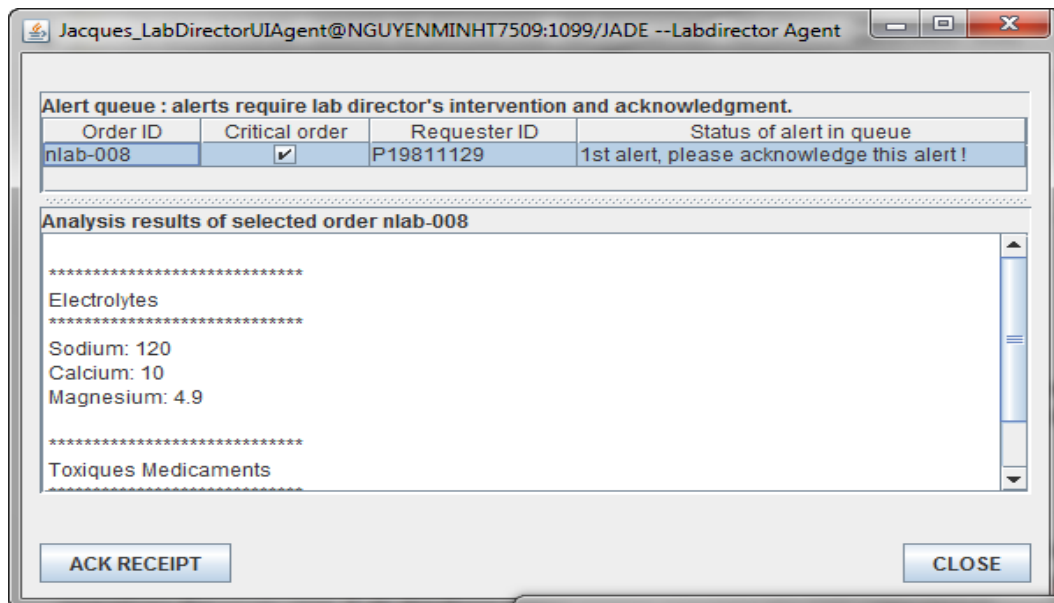 Jacques_LabDirectorUIAgent@NGUYENMINHT7509:1099/JADE --Labdirector Agent
Alert queue : alerts require lab director's intervention and acknowledgment.
Order ID Critical order Requester ID Status of alert in queue
nlab-008 P19811129 1st alert, please acknowledge this alert !
Analysis results of selected order nlab-008
******************************
Electrolytes
******************************
Sodium: 120
Calcium: 10
Magnesium: 4.9
******************************
Toxiques Medicaments
******************************
ACK RECEIPT CLOSE